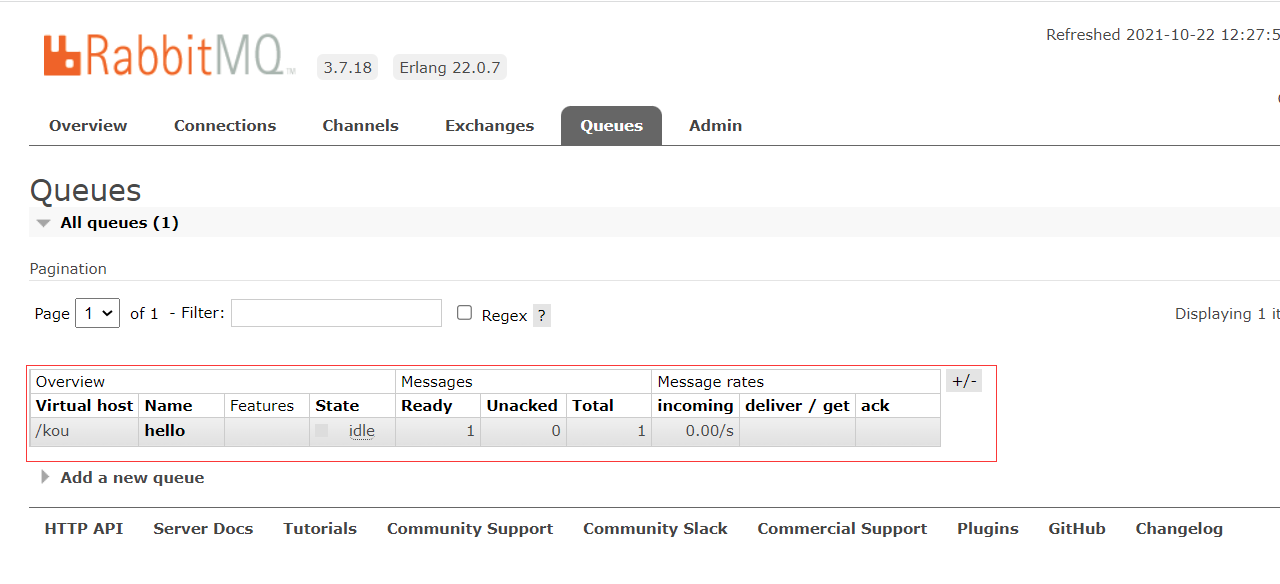 Refreshed 2021-10-22 12:27:5
RabbitMQ TM 3.7.18 Erlang 22.0.7
Overview Connections Channels Exchanges Queues Admin
Queues
All queues (1)
Pagination
Page 1 of 1 - Filter: Regex ? Displaying 1 it
Overview Messages Message rates +/-
Virtual host Name Features State Ready Unacked Total incoming deliver / get ack
/kou hello idle 1 0 1 0.00/s
Add a new queue
HTTP API Server Docs Tutorials Community Support Community Slack Commercial Support Plugins GitHub Changelog